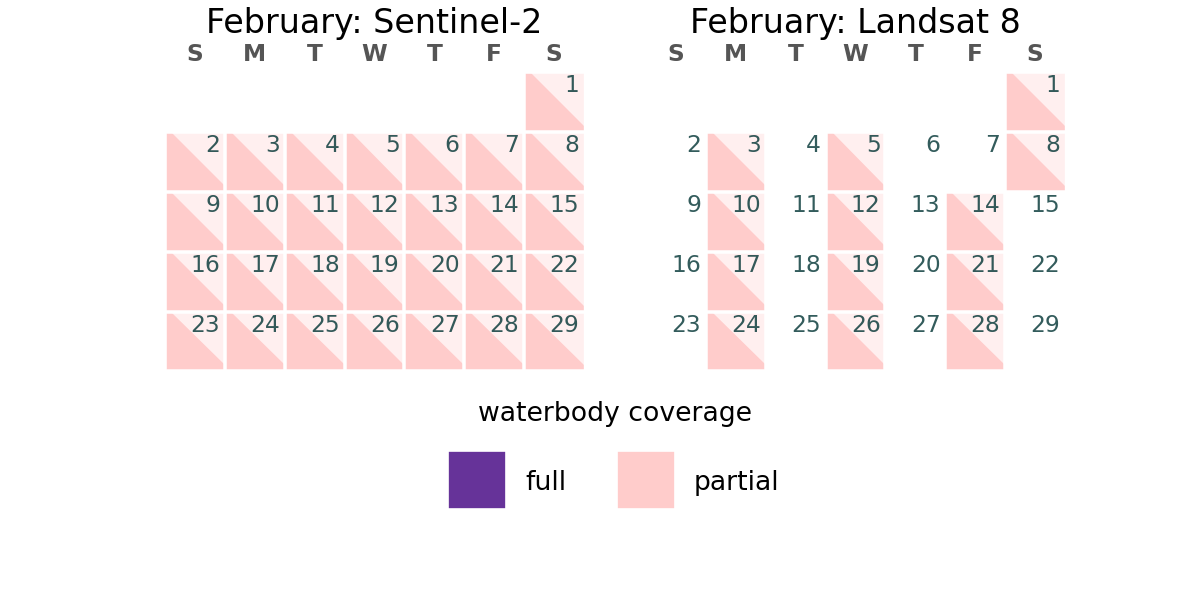 February: Sentinel-2
S M T W T F S
1
2 3 4 5 6 7 8
9 10 11 12 13 14 15
16 17 18 19 20 21 22
23 24 25 26 27 28 29
February: Landsat 8
S M T W T F S
1
2 3 4 5 6 7 8
9 10 11 12 13 14 15
16 17 18 19 20 21 22
23 24 25 26 27 28 29
waterbody coverage
full
partial